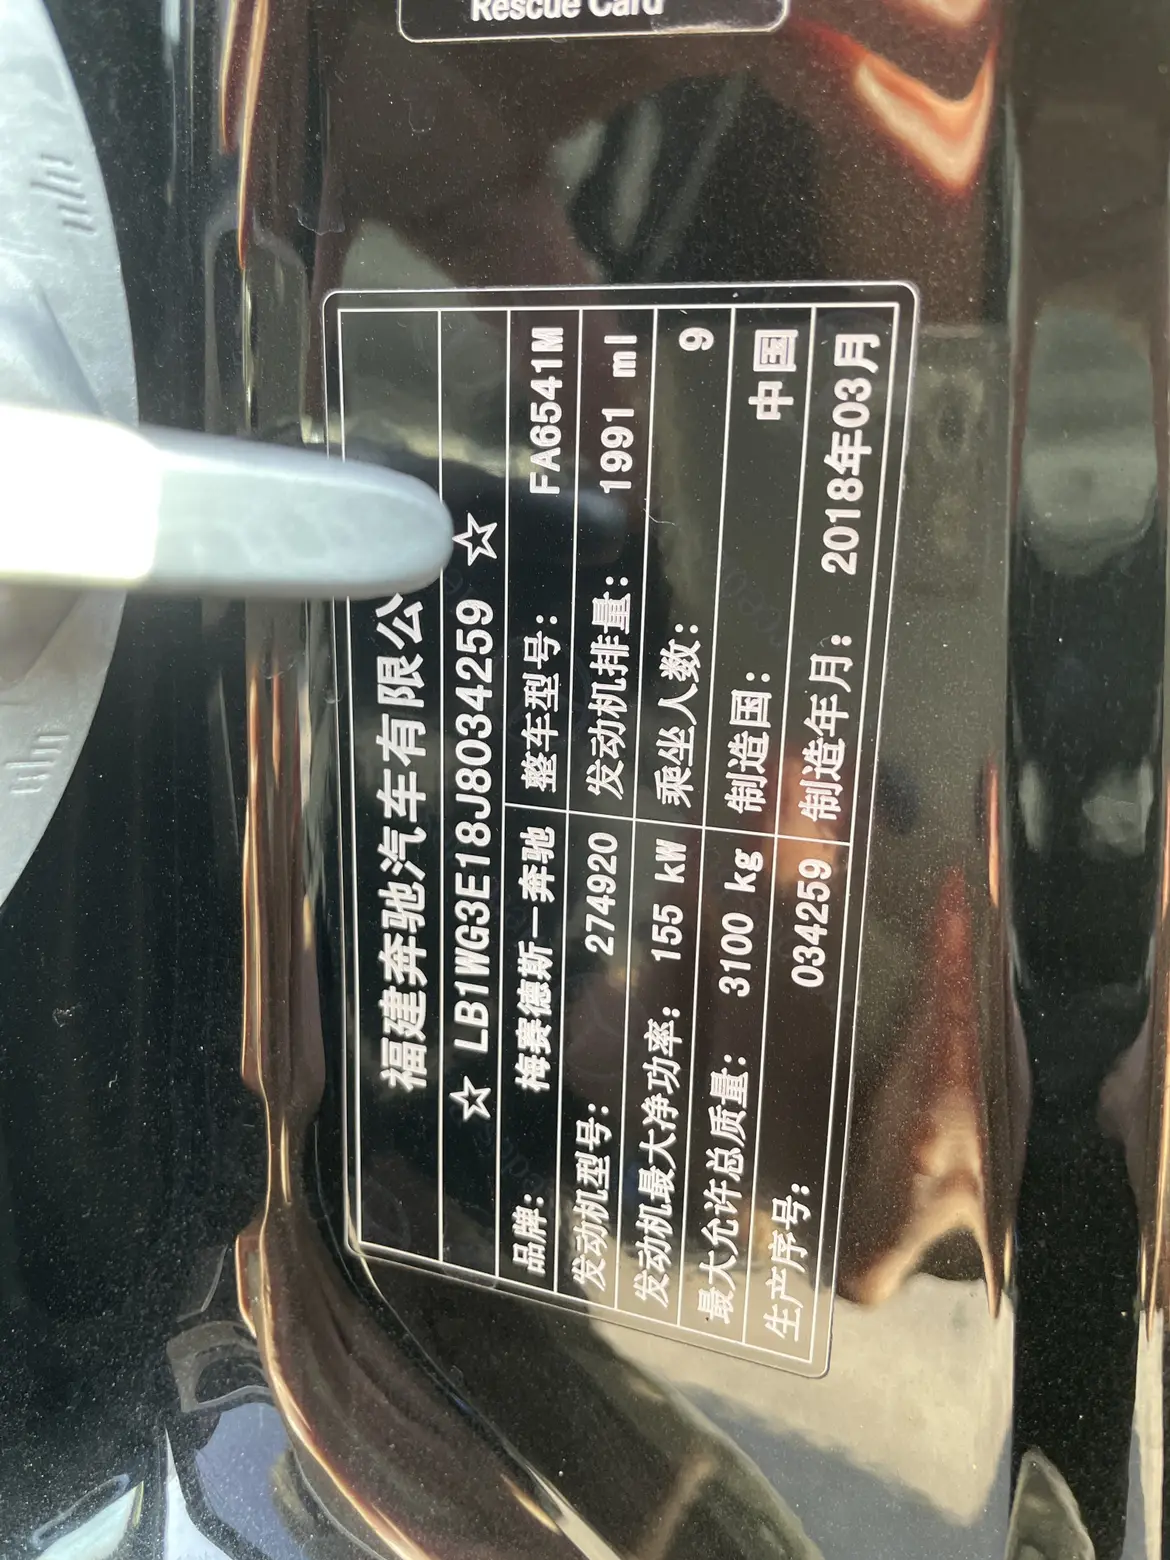 Rescue Card
福建奔驰汽车有限公
☆ LB1WG3E18J8034259 ☆
品牌: 梅赛德斯一奔驰 整车型号: FA6541M
发动机型号: 274920 发动机排量: 1991 ml
发动机最大净功率: 155 kW 乘坐人数: 9
最大允许总质量: 3100 kg 制造国: 中国
生产序号: 034259 制造年月: 2018年03月